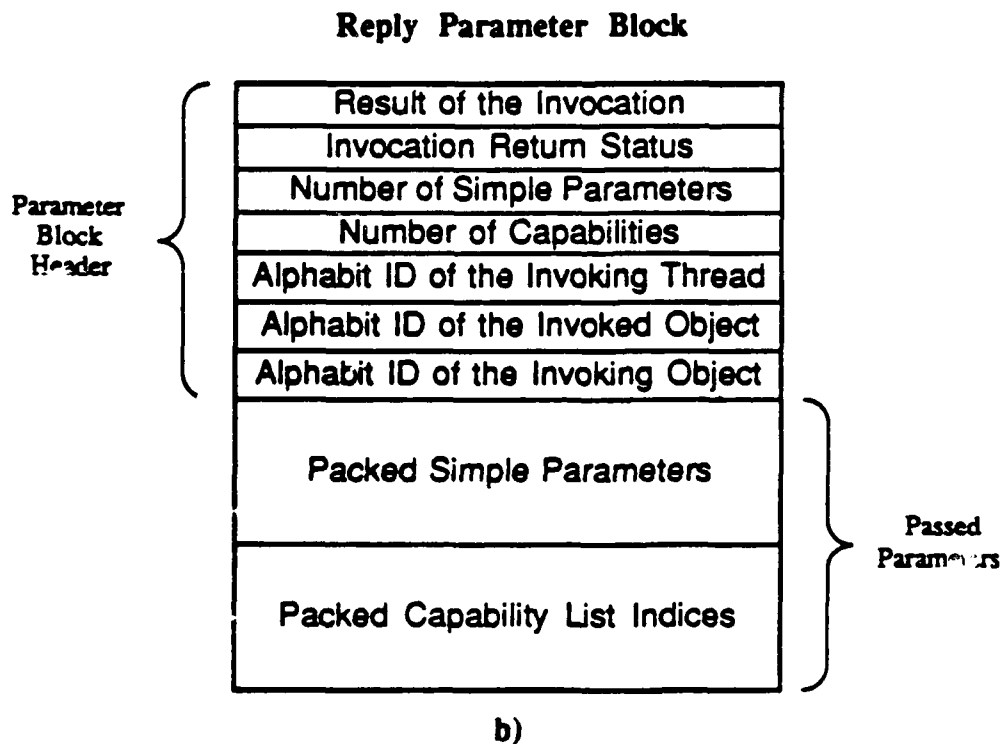 Reply Parameter Block
Result of the Invocation
Invocation Return Status
Number of Simple Parameters
Number of Capabilities
Alphabit ID of the Invoking Thread
Alphabit ID of the Invoked Object
Alphabit ID of the Invoking Object
Parameter
Block
Header
Packed Simple Parameters
Packed Capability List Indices
Passed
Parameters
b)